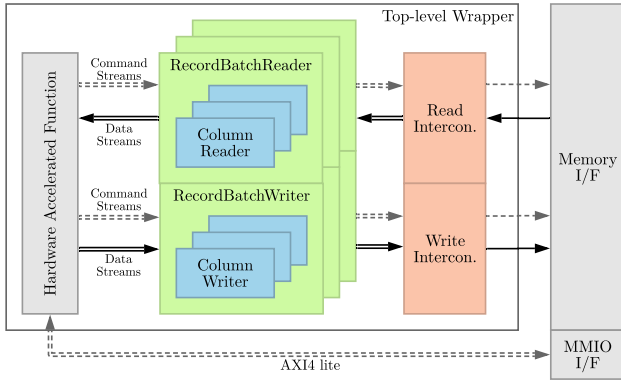 Top-level Wrapper
Command
Streams
RecordBatchReader
Hardware Accelerated Function
Data
Streams
Column
Reader
Read
Intercon.
Memory
I/F
Command
Streams
RecordBatchWriter
Data
Streams
Column
Writer
Write
Intercon.
AXI4 lite
MMIO
I/F